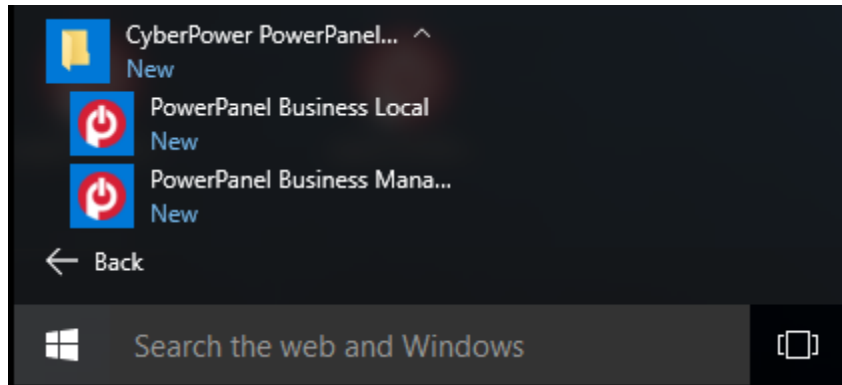 CyberPower PowerPanel...
New
PowerPanel Business Local
New
PowerPanel Business Mana...
New
Back
Search the web and Windows